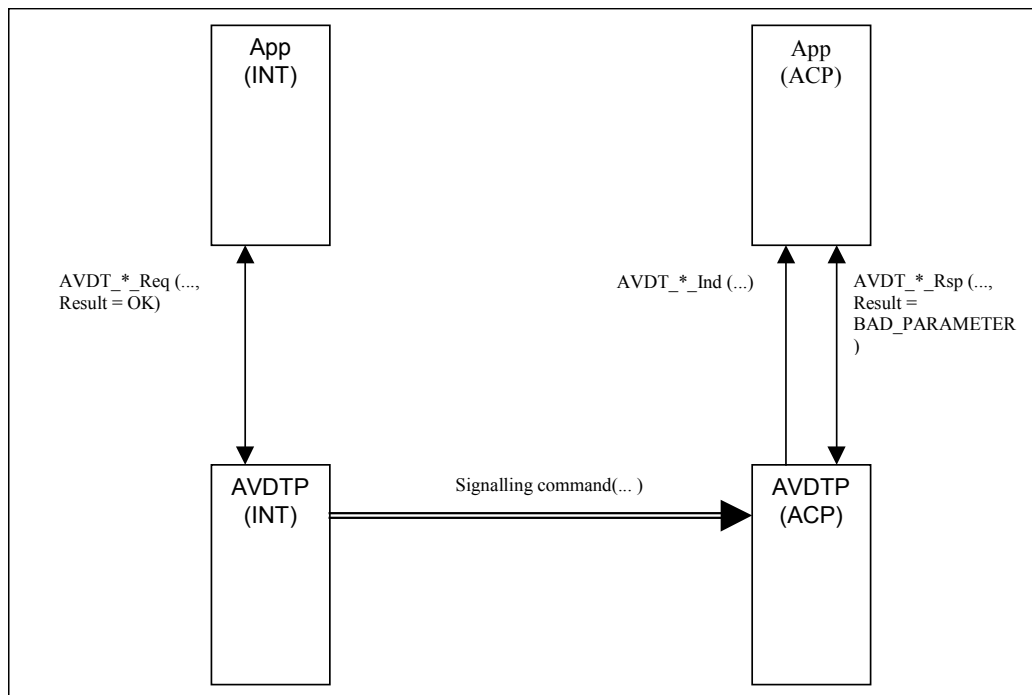 App
(INT)
App
(ACP)
AVDT_*_Req (...,
Result = OK)
AVDT_*_Ind (...)
AVDT_*_Rsp (...,
Result =
BAD_PARAMETER
)
AVDTP
(INT)
Signalling command(... )
AVDTP
(ACP)